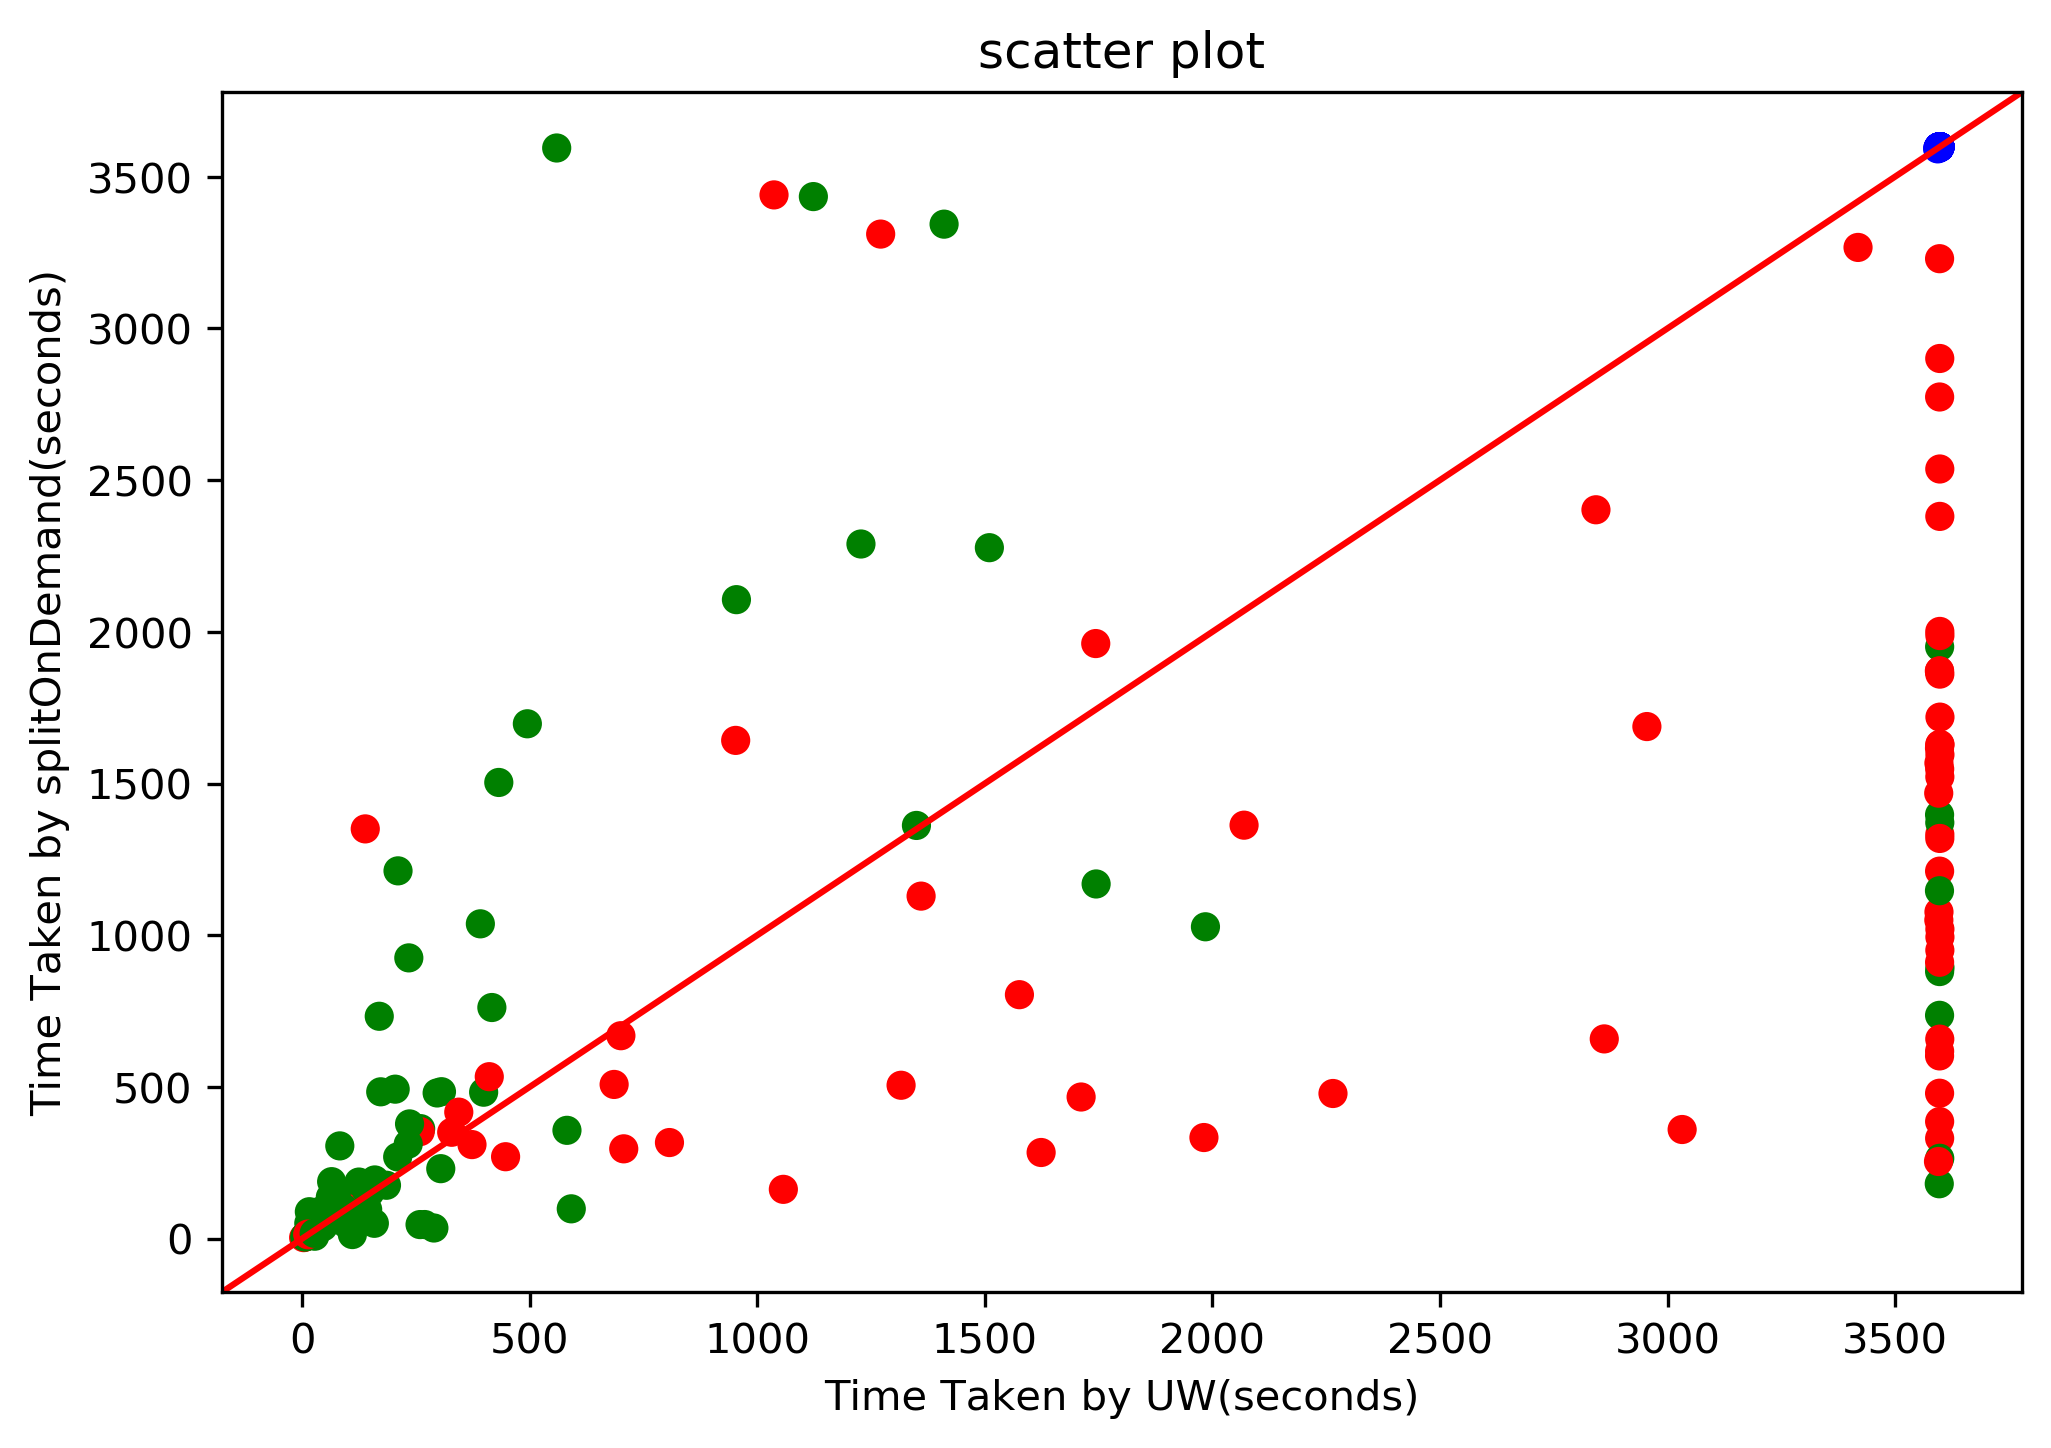 scatter plot
Time Taken by splitOnDemand(seconds)
3500
3000
2500
2000
1500
1000
500
0
0 500 1000 1500 2000 2500 3000 3500
Time Taken by UW(seconds)